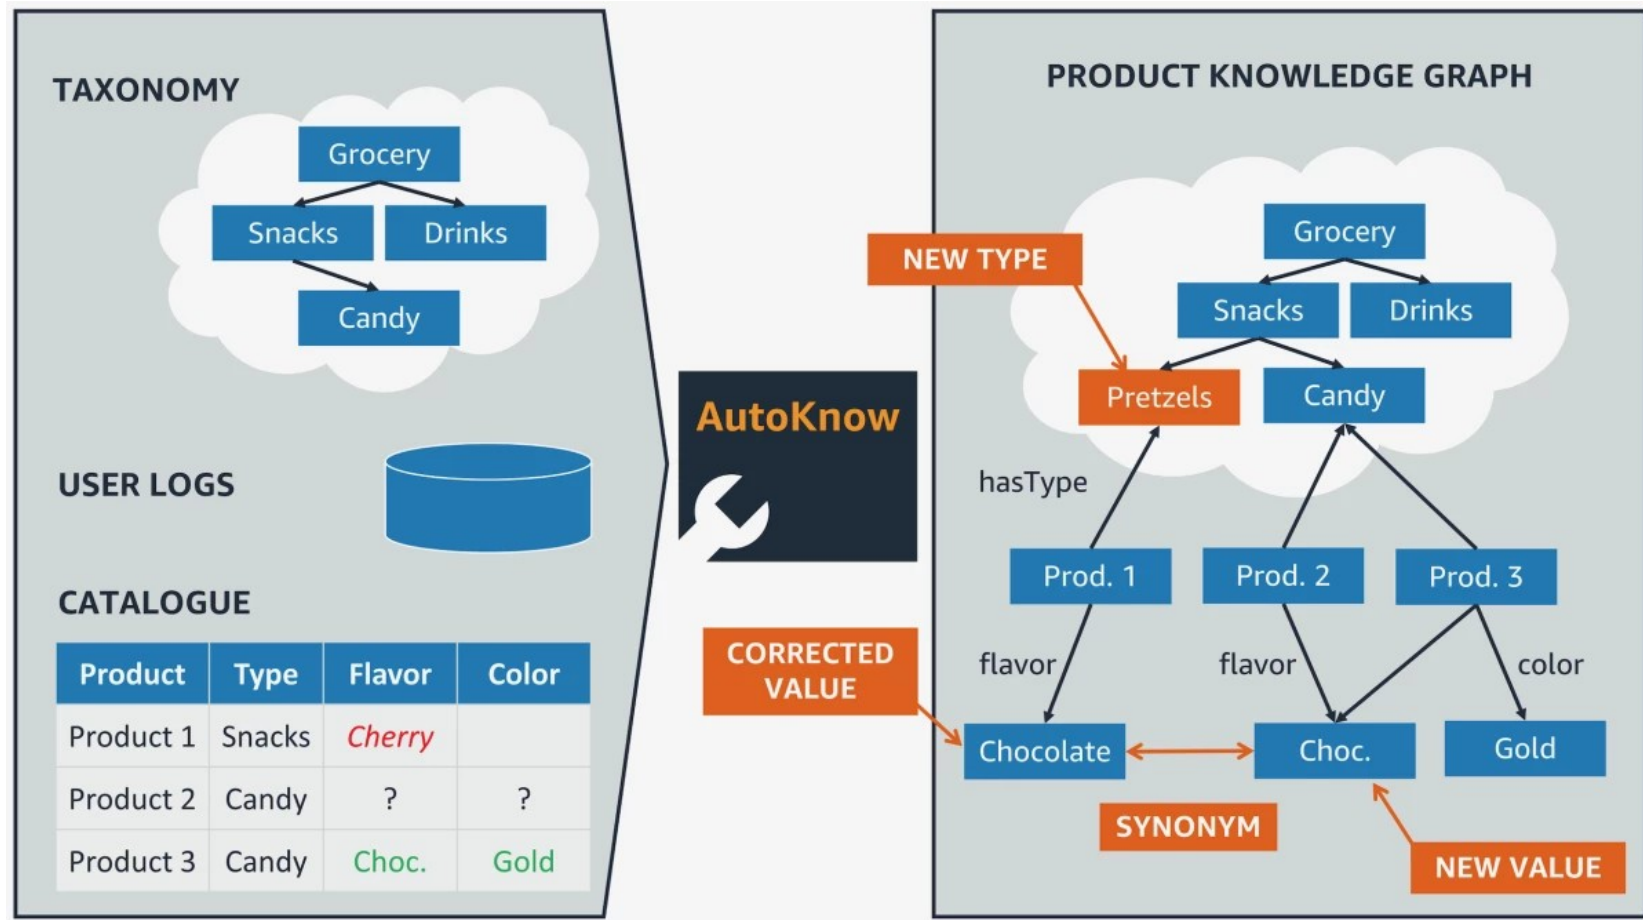 TAXONOMY
Grocery
Snacks
Drinks
Candy
USER LOGS
CATALOGUE
Product Type Flavor Color
Product 1 Snacks Cherry
Product 2 Candy ? ?
Product 3 Candy Choc. Gold
AutoKnow
PRODUCT KNOWLEDGE GRAPH
NEW TYPE
Grocery
Snacks
Drinks
Pretzels
Candy
hasType
Prod. 1
Prod. 2
Prod. 3
CORRECTED
VALUE
flavor
flavor
color
Chocolate
Choc.
Gold
SYNONYM
NEW VALUE